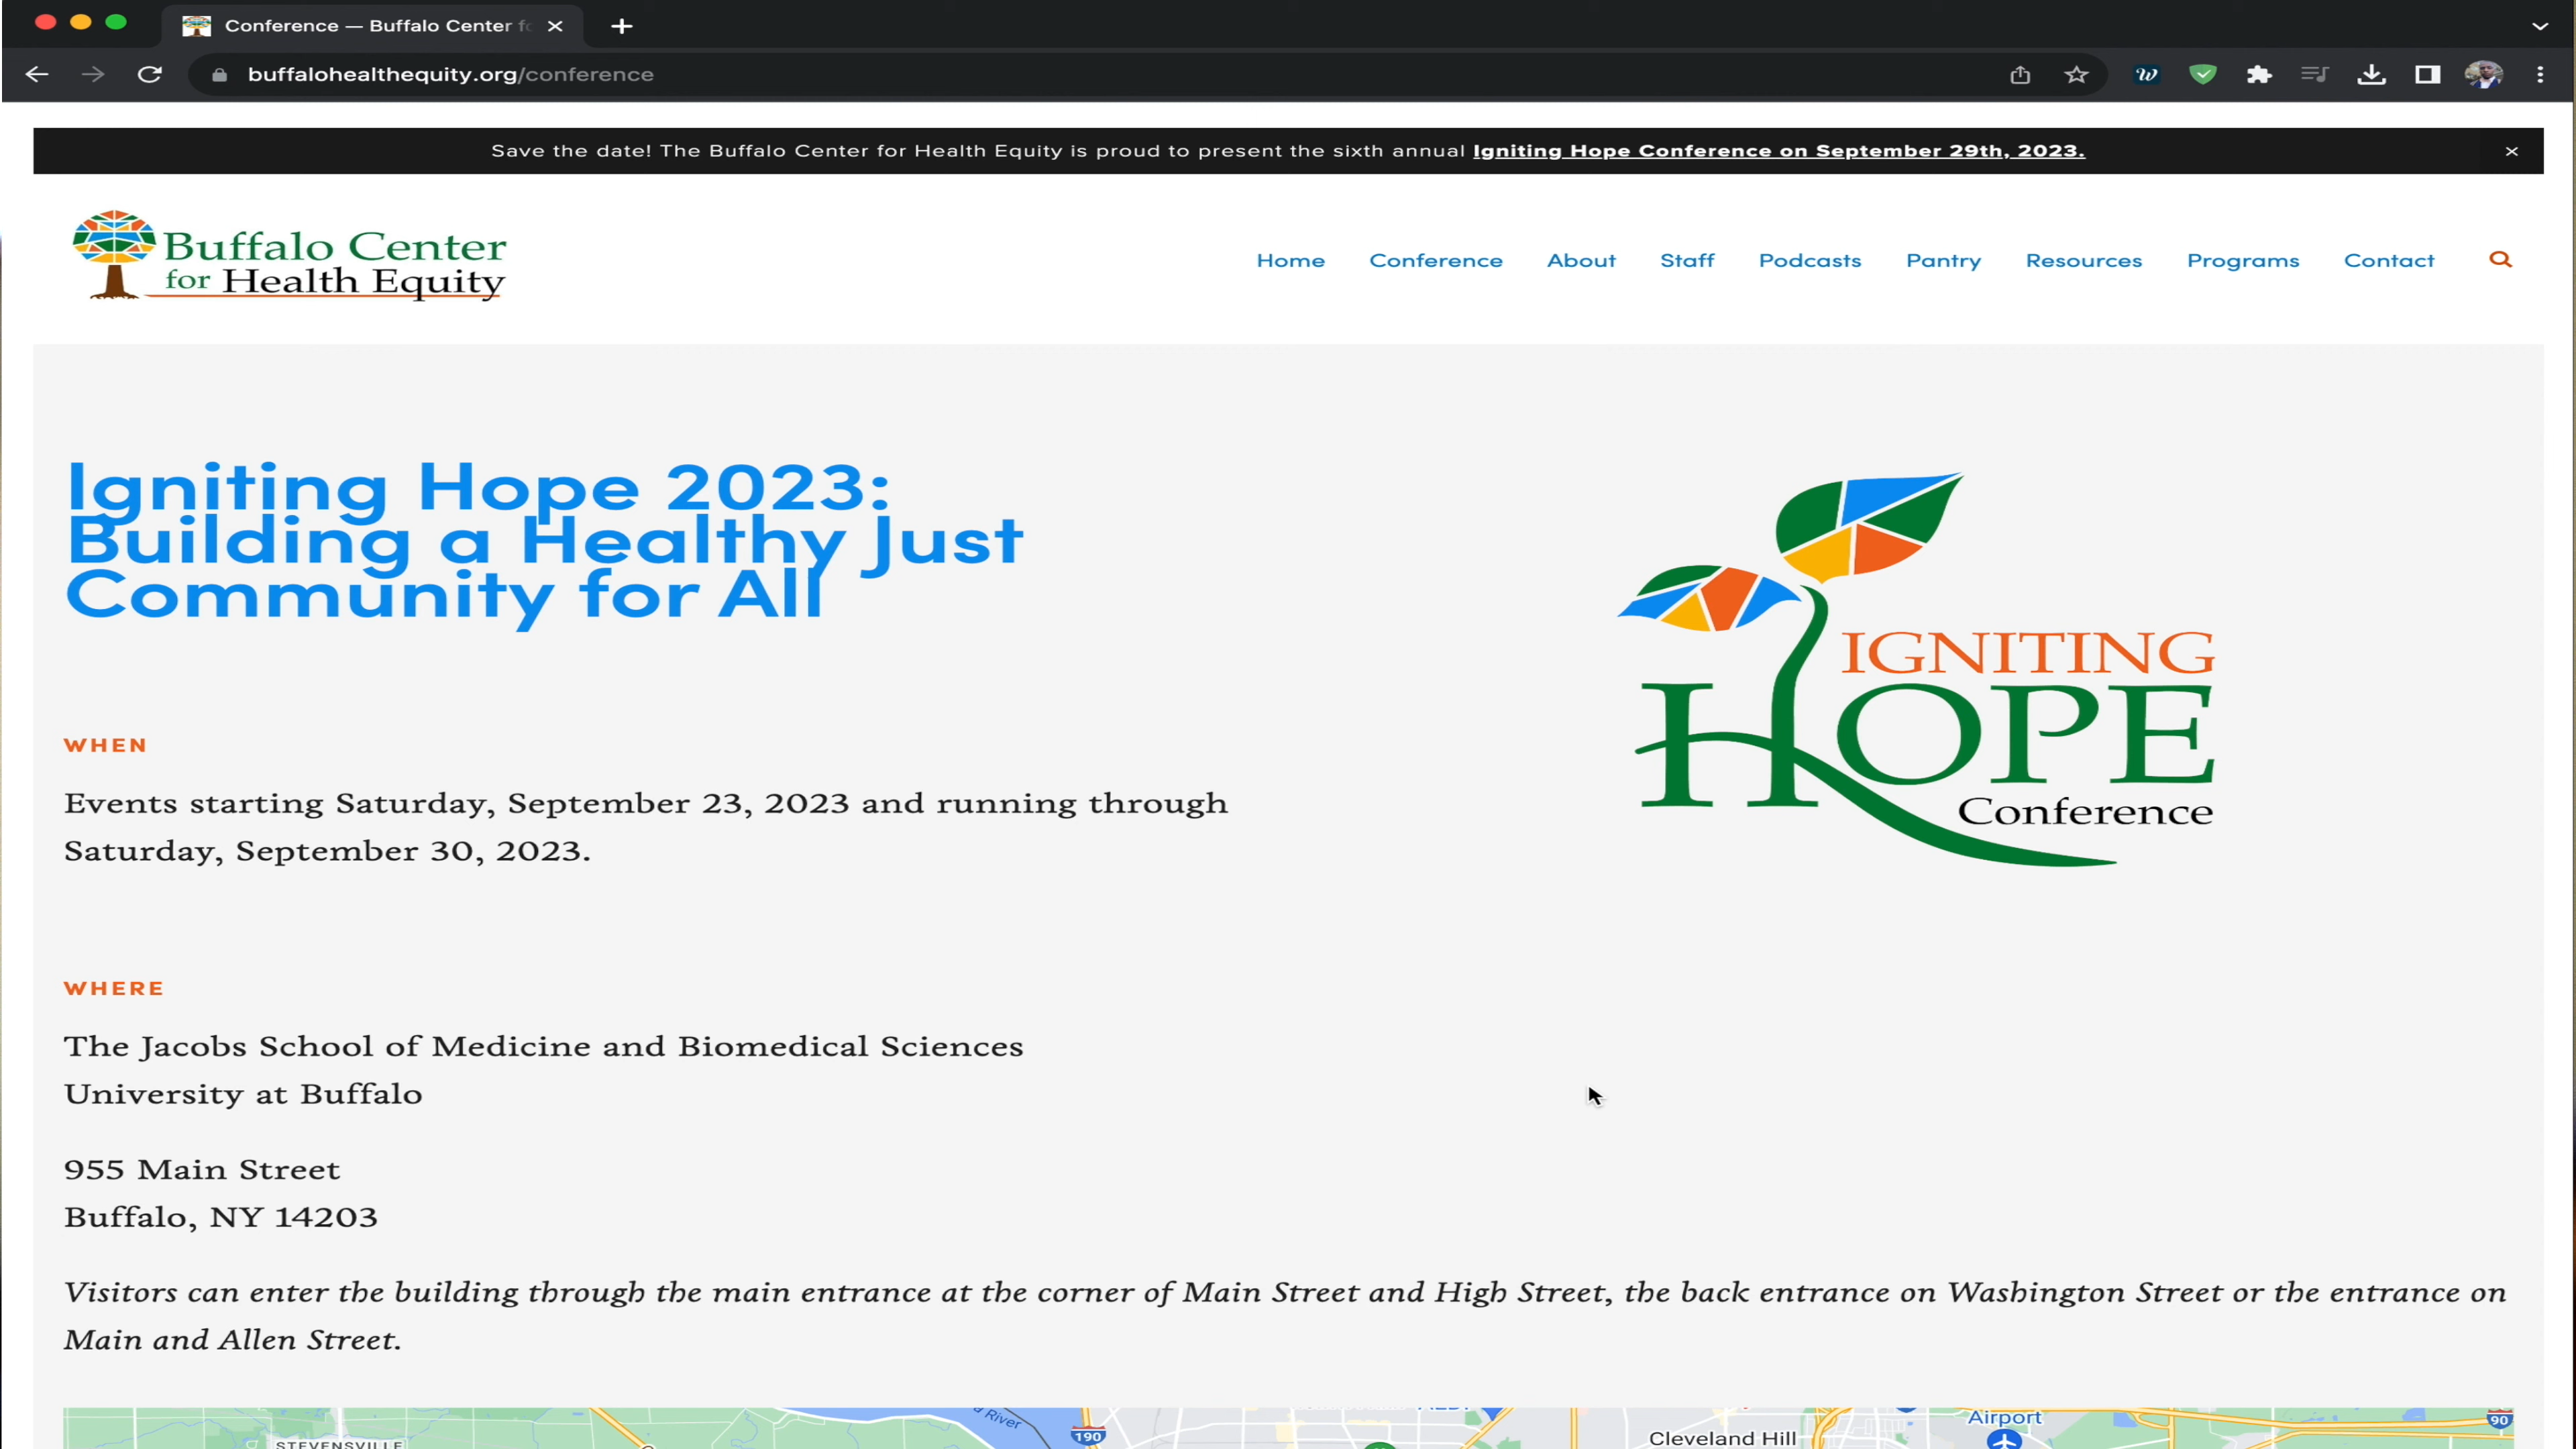 Conference — Buffalo Center
buffalohealthequity.org/conference
Save the date! The Buffalo Center for Health Equity is proud to present the sixth annual Igniting Hope Conference on September 29th, 2023.
Buffalo Center
for Health Equity
Home Conference About Staff Podcasts Pantry Resources Programs Contact
Igniting Hope 2023:
Building a Healthy Just
Community for All
IGNITING
HOPE
Conference
WHEN
Events starting Saturday, September 23, 2023 and running through
Saturday, September 30, 2023.
WHERE
The Jacobs School of Medicine and Biomedical Sciences
University at Buffalo
955 Main Street
Buffalo, NY 14203
Visitors can enter the building through the main entrance at the corner of Main Street and High Street, the back entrance on Washington Street or the entrance on
Main and Allen Street.
River
190
Airport
90
STEVENSVILLE
Cleveland Hill